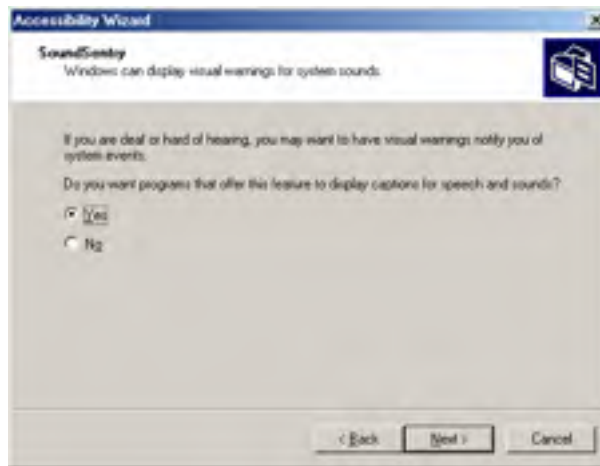 Accessibility Wizard
SoundSentry
Windows can display visual warnings for system sounds.
If you are deaf or hard of hearing, you may want to have visual warnings notify you of
system events.
Do you want programs that offer this feature to display captions for speech and sounds?
Yes
No
< Back
Next >
Cancel